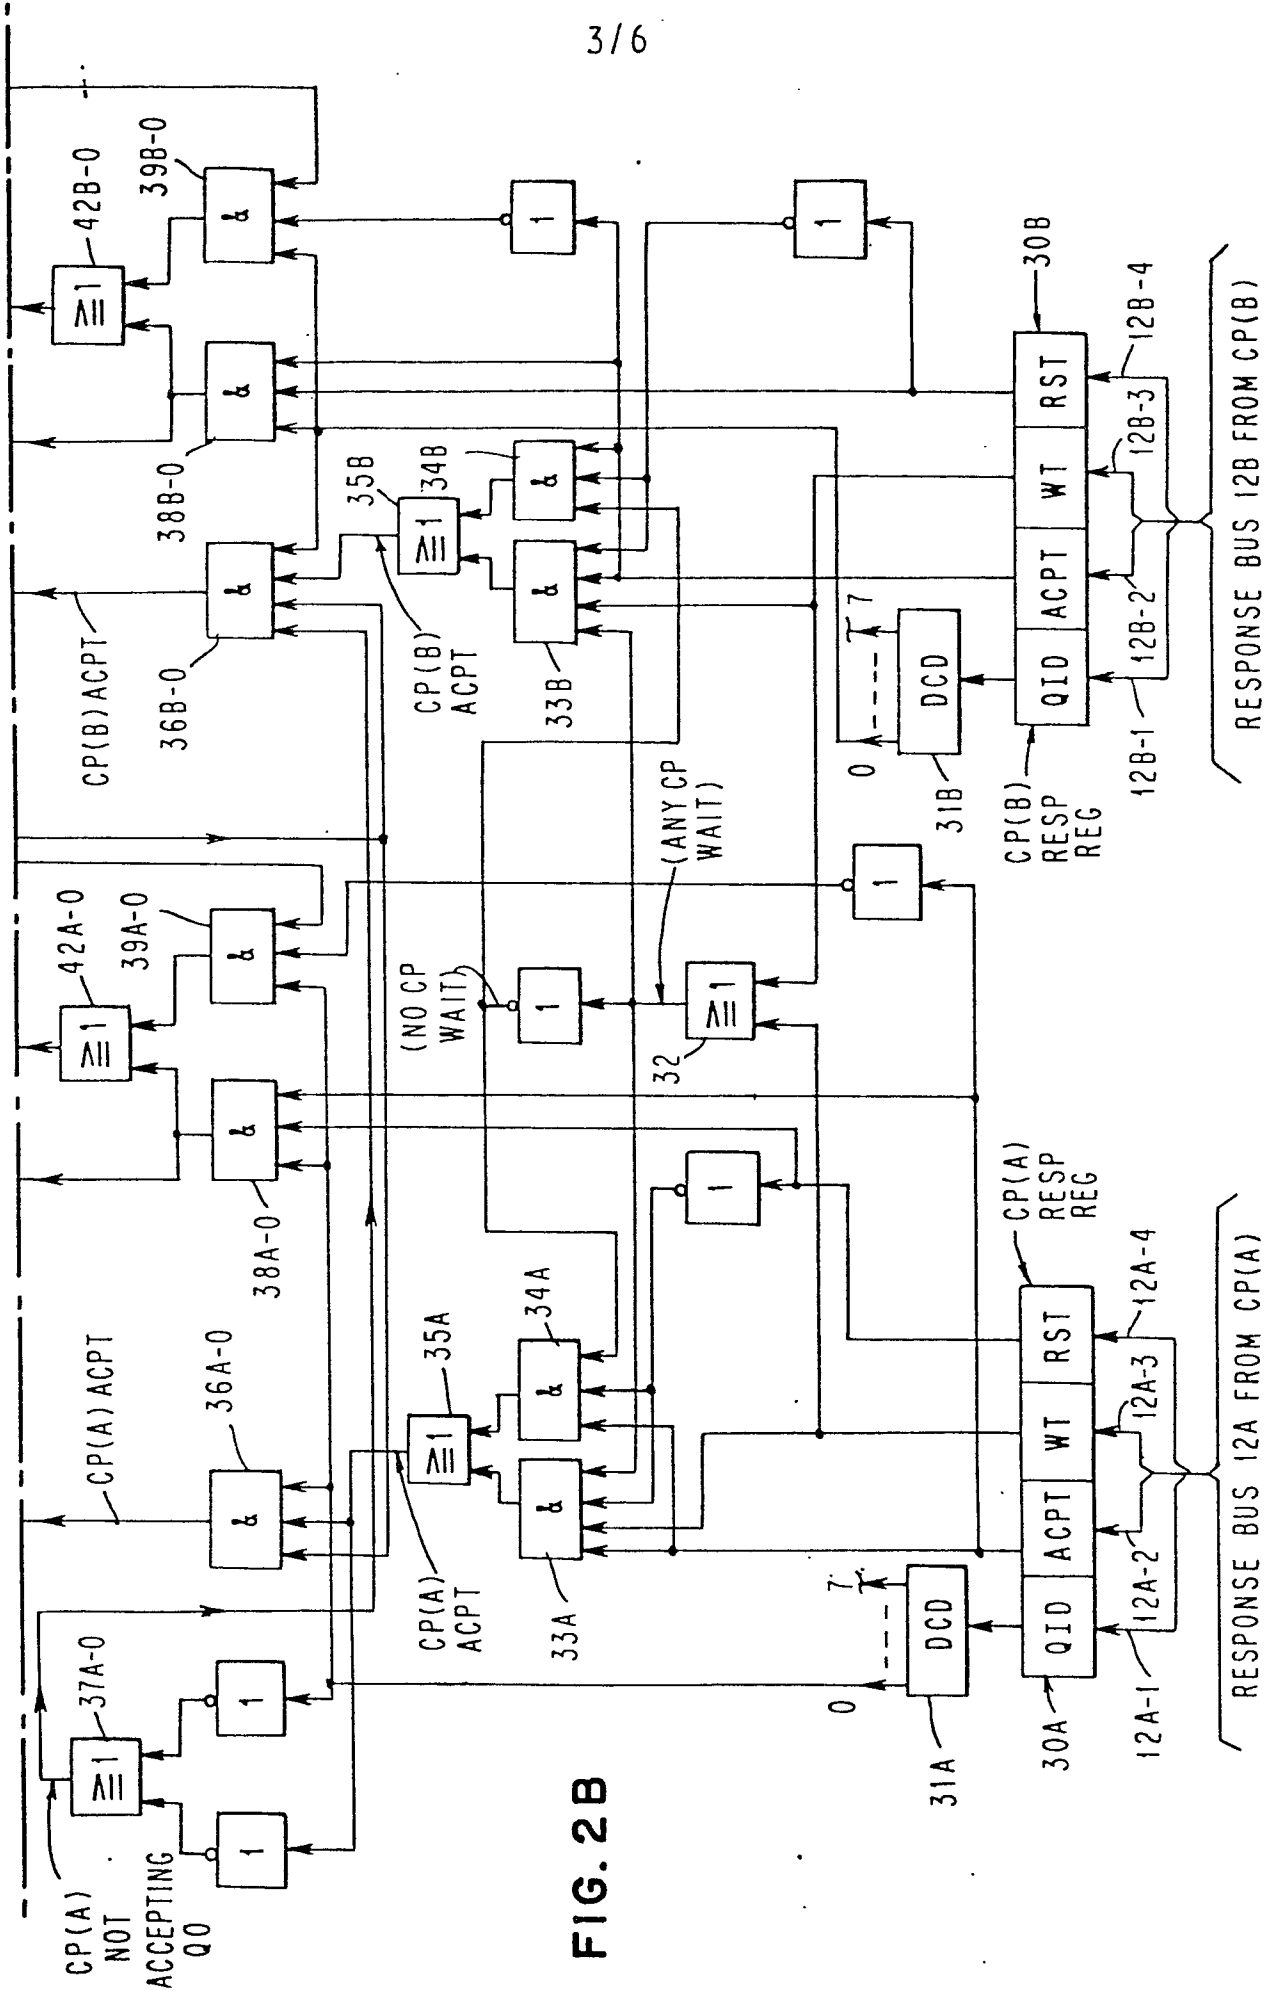 3/6
CP(A)
NOT
ACCEPTING
Q0
37A-0
≥1
1
1
CP(A) ACPT
36A-0
&
38A-0
&
42A-0
≥1
39A-0
&
CP(B) ACPT
36B-0
&
38B-0
&
42B-0
≥1
39B-0
&
CP(A)
ACPT
35A
≥1
33A
&
34A
&
1
(NO CP
WAIT)
1
(ANY CP
WAIT)
32
≥1
1
CP(B)
ACPT
35B
≥1
34B
&
33B
&
1
1
0
7
DCD
31A
0
7
DCD
31B
CP(A)
RESP
REG
30A
QID
ACPT
WT
RST
12A-1
12A-2
12A-3
12A-4
RESPONSE BUS 12A FROM CP(A)
CP(B)
RESP
REG
30B
QID
ACPT
WT
RST
12B-1
12B-2
12B-3
12B-4
RESPONSE BUS 12B FROM CP(B)
FIG. 2B